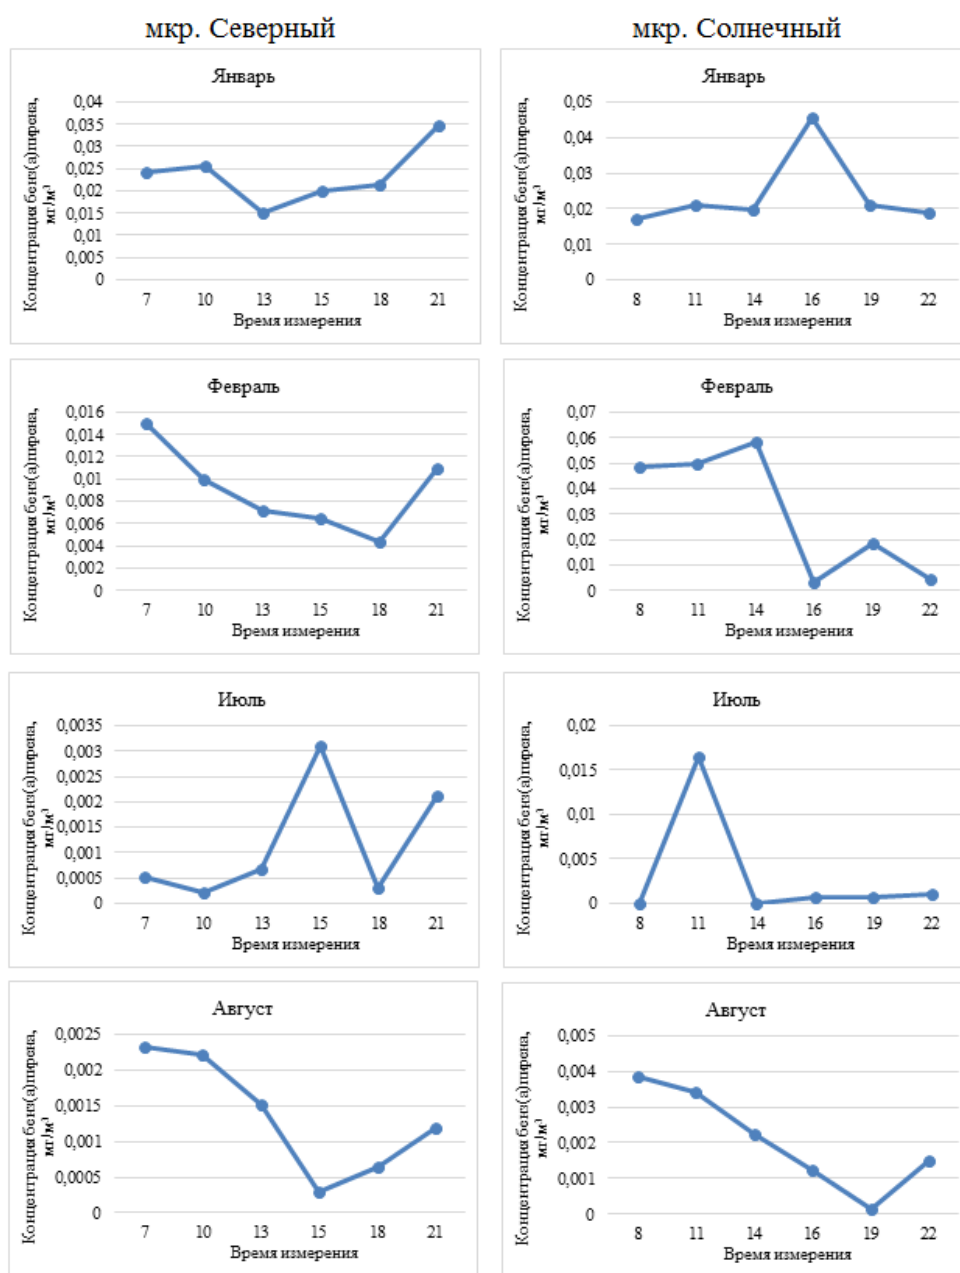 мкр. Северный
мкр. Солнечный
Январь
Концентрация бенз(а)пирена,
мг/м³
0,04
0,035
0,03
0,025
0,02
0,015
0,01
0,005
0
7 10 13 15 18 21
Время измерения
Январь
Концентрация бенз(а)пирена,
мг/м³
0,05
0,04
0,03
0,02
0,01
0
8 11 14 16 19 22
Время измерения
Февраль
Концентрация бенз(а)пирена,
мг/м³
0,016
0,014
0,012
0,01
0,008
0,006
0,004
0,002
0
7 10 13 15 18 21
Время измерения
Февраль
Концентрация бенз(а)пирена,
мг/м³
0,07
0,06
0,05
0,04
0,03
0,02
0,01
0
8 11 14 16 19 22
Время измерения
Июль
Концентрация бенз(а)пирена,
мг/м³
0,0035
0,003
0,0025
0,002
0,0015
0,001
0,0005
0
7 10 13 15 18 21
Время измерения
Июль
Концентрация бенз(а)пирена,
мг/м³
0,02
0,015
0,01
0,005
0
8 11 14 16 19 22
Время измерения
Август
Концентрация бенз(а)пирена,
мг/м³
0,0025
0,002
0,0015
0,001
0,0005
0
7 10 13 15 18 21
Время измерения
Август
Концентрация бенз(а)пирена,
мг/м³
0,005
0,004
0,003
0,002
0,001
0
8 11 14 16 19 22
Время измерения